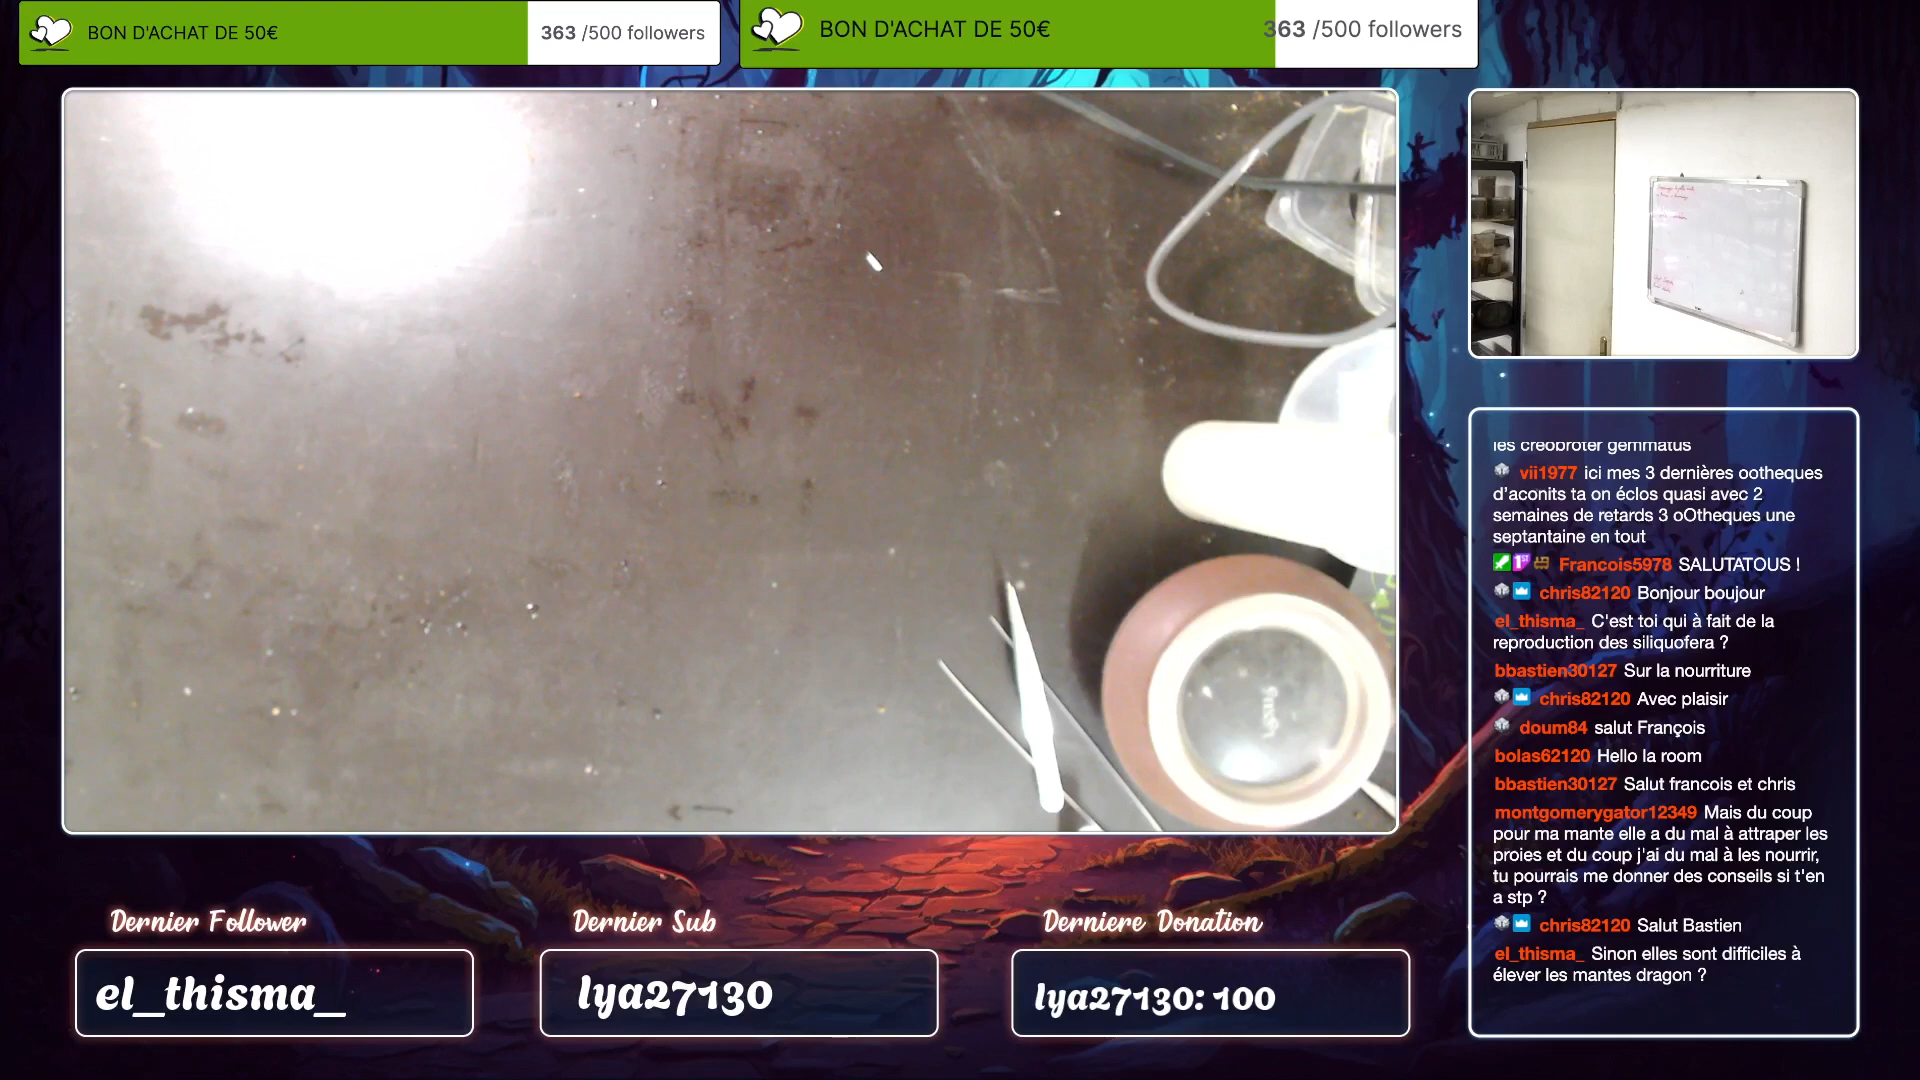 BON D'ACHAT DE 50€
363 /500 followers
BON D'ACHAT DE 50€
363 /500 followers
les creobroter gemmatus
vii1977 ici mes 3 dernières ootheques
d'aconits ta on éclos quasi avec 2
semaines de retards 3 oOtheques une
septantaine en tout
Francois5978 SALUTATOUS !
chris82120 Bonjour boujour
el_thisma_ C'est toi qui à fait de la
reproduction des siliquofera ?
bbastien30127 Sur la nourriture
chris82120 Avec plaisir
doum84 salut François
bolas62120 Hello la room
bbastien30127 Salut francois et chris
montgomerygator12349 Mais du coup
pour ma mante elle a du mal à attraper les
proies et du coup j'ai du mal à les nourrir,
tu pourrais me donner des conseils si t'en
a stp ?
chris82120 Salut Bastien
el_thisma_ Sinon elles sont difficiles à
élever les mantes dragon ?
Dernier Follower
el_thisma_
Dernier Sub
lya27130
Derniere Donation
lya27130: 100